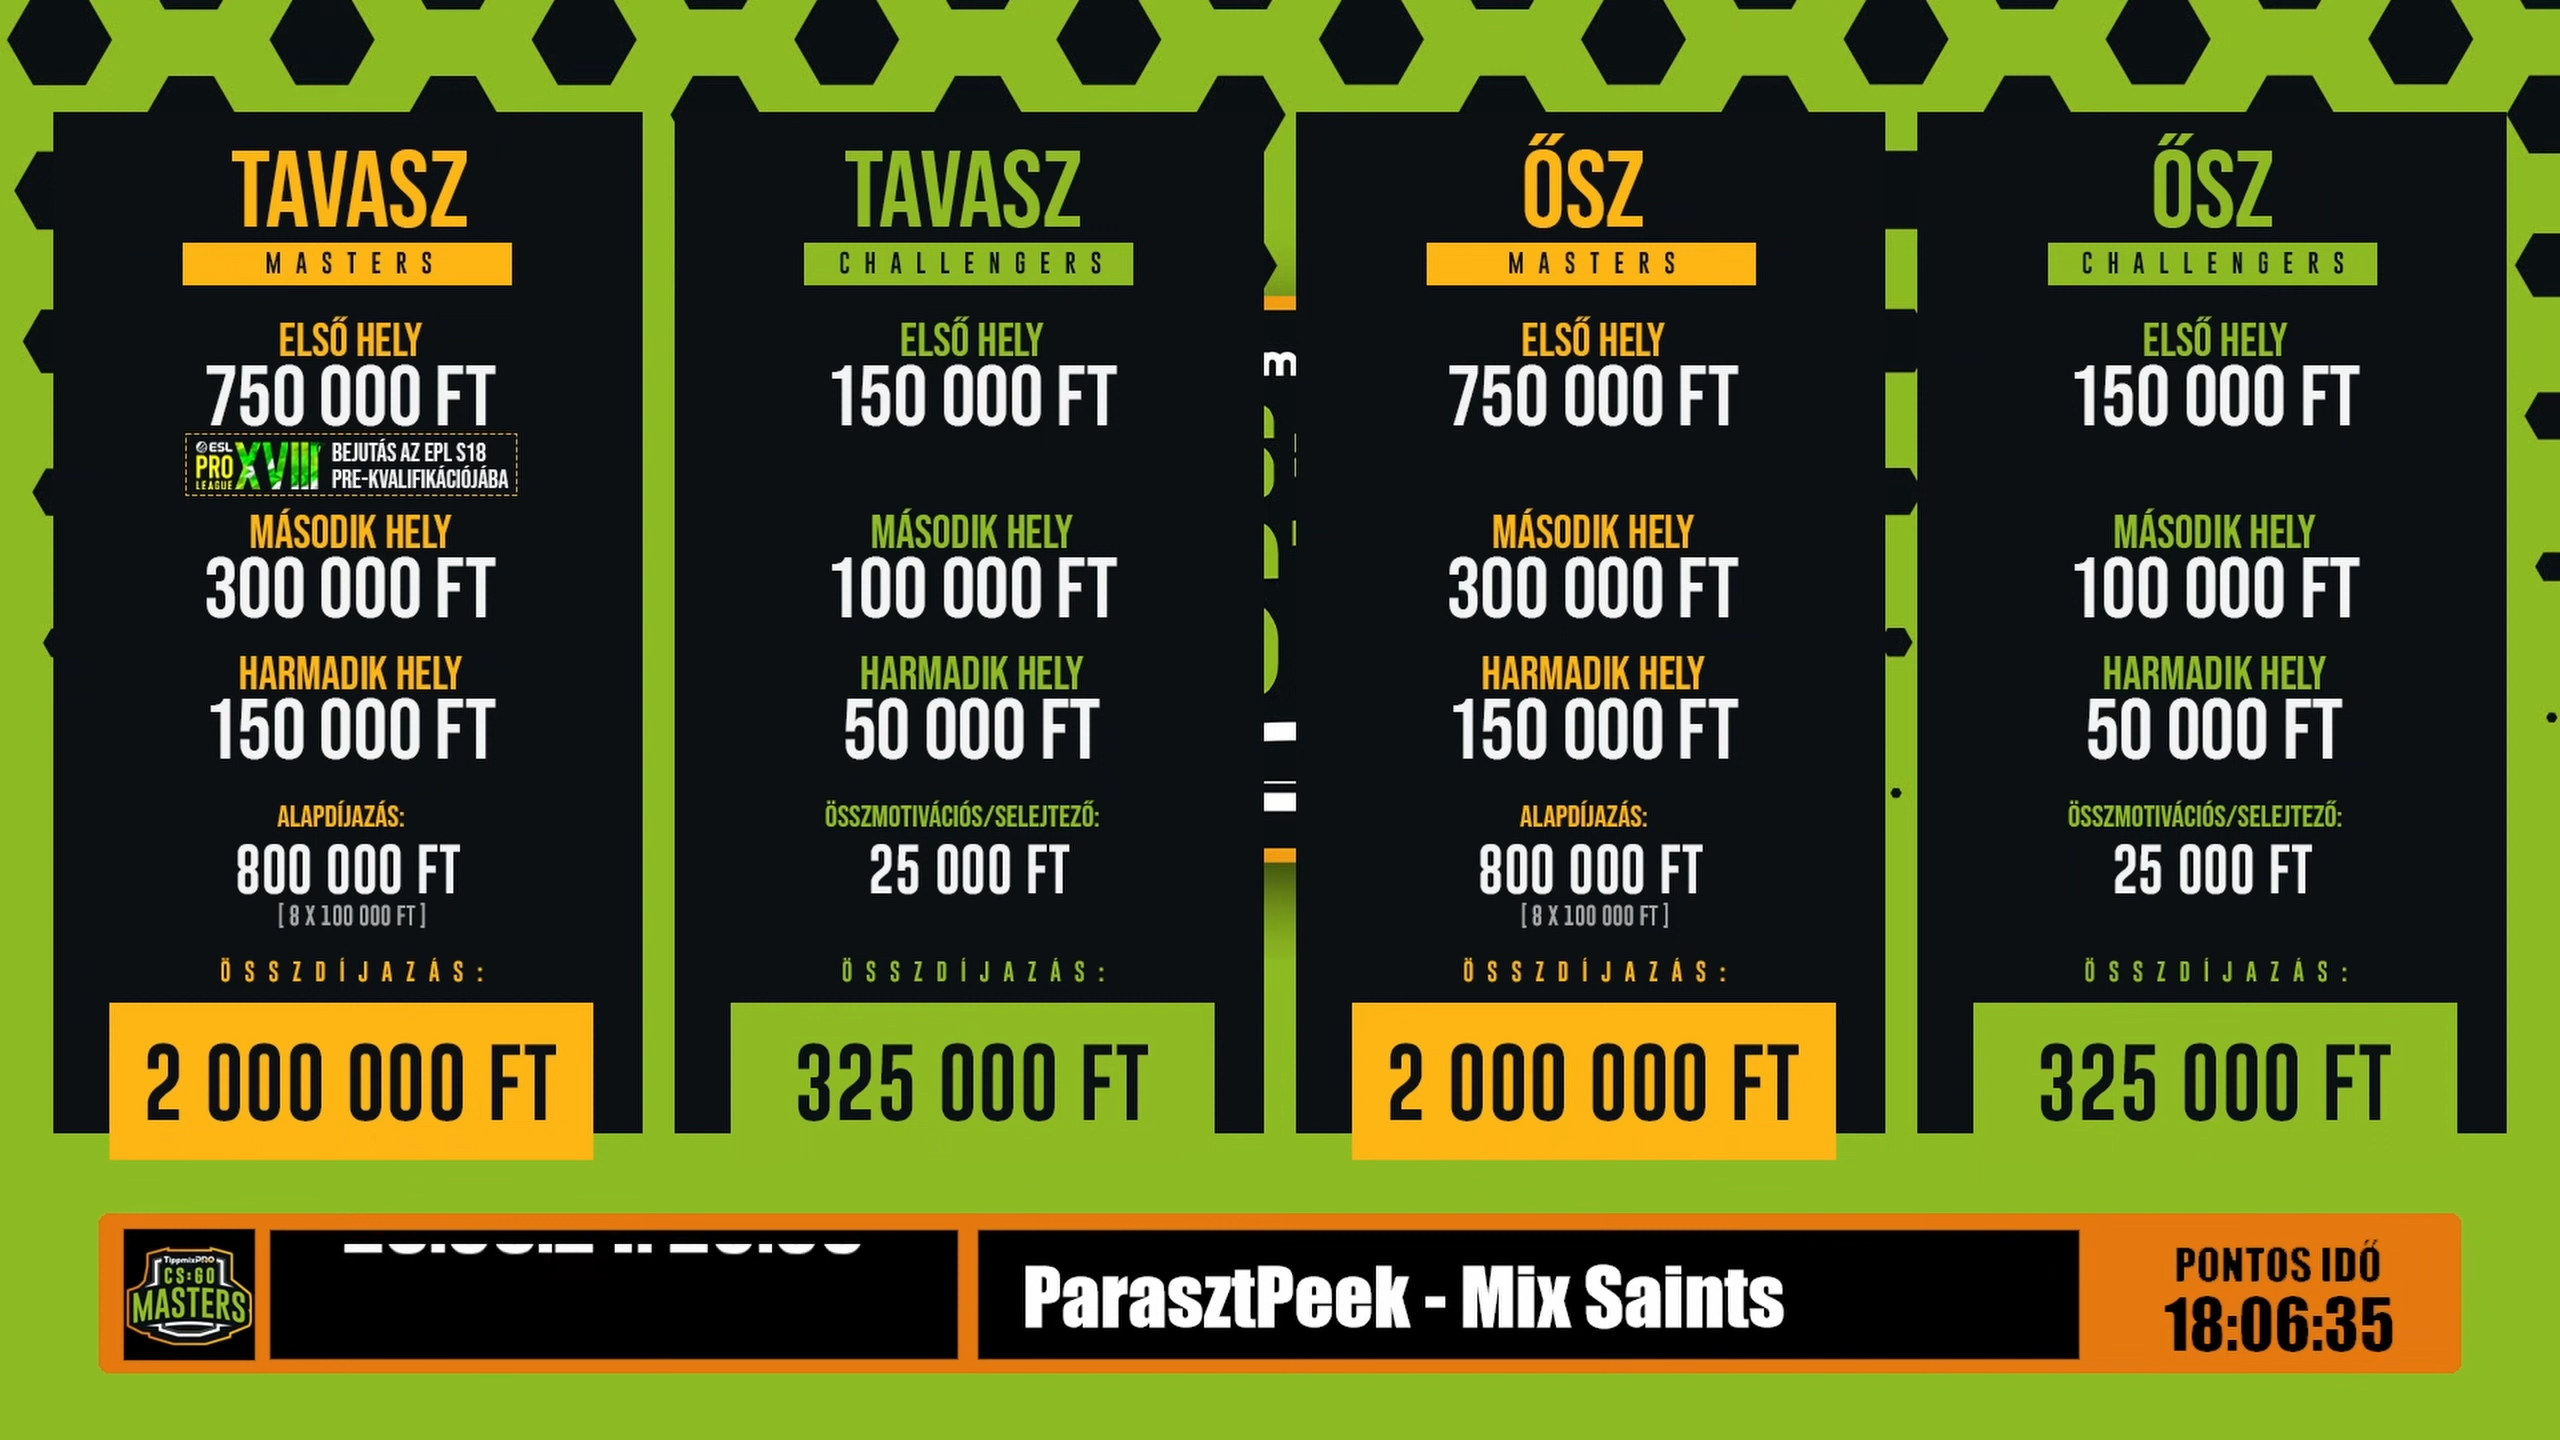 TAVASZ
MASTERS
ELSŐ HELY
750 000 FT
ESL
PRO
LEAGUE
XVIII
BEJUTÁS AZ EPL S18
PRE-KVALIFIKÁCIÓJÁBA
MÁSODIK HELY
300 000 FT
HARMADIK HELY
150 000 FT
ALAPDÍJAZÁS:
800 000 FT
[ 8 X 100 000 FT ]
ÖSSZDÍJAZÁS:
2 000 000 FT
TAVASZ
CHALLENGERS
ELSŐ HELY
150 000 FT
MÁSODIK HELY
100 000 FT
HARMADIK HELY
50 000 FT
ÖSSZMOTIVÁCIÓS/SELEJTEZŐ:
25 000 FT
ÖSSZDÍJAZÁS:
325 000 FT
m
ŐSZ
MASTERS
ELSŐ HELY
750 000 FT
MÁSODIK HELY
300 000 FT
HARMADIK HELY
150 000 FT
ALAPDÍJAZÁS:
800 000 FT
[ 8 X 100 000 FT ]
ÖSSZDÍJAZÁS:
2 000 000 FT
ŐSZ
CHALLENGERS
ELSŐ HELY
150 000 FT
MÁSODIK HELY
100 000 FT
HARMADIK HELY
50 000 FT
ÖSSZMOTIVÁCIÓS/SELEJTEZŐ:
25 000 FT
ÖSSZDÍJAZÁS:
325 000 FT
TippmixPRO
CS:GO
MASTERS
ParasztPeek - Mix Saints
PONTOS IDŐ
18:06:35